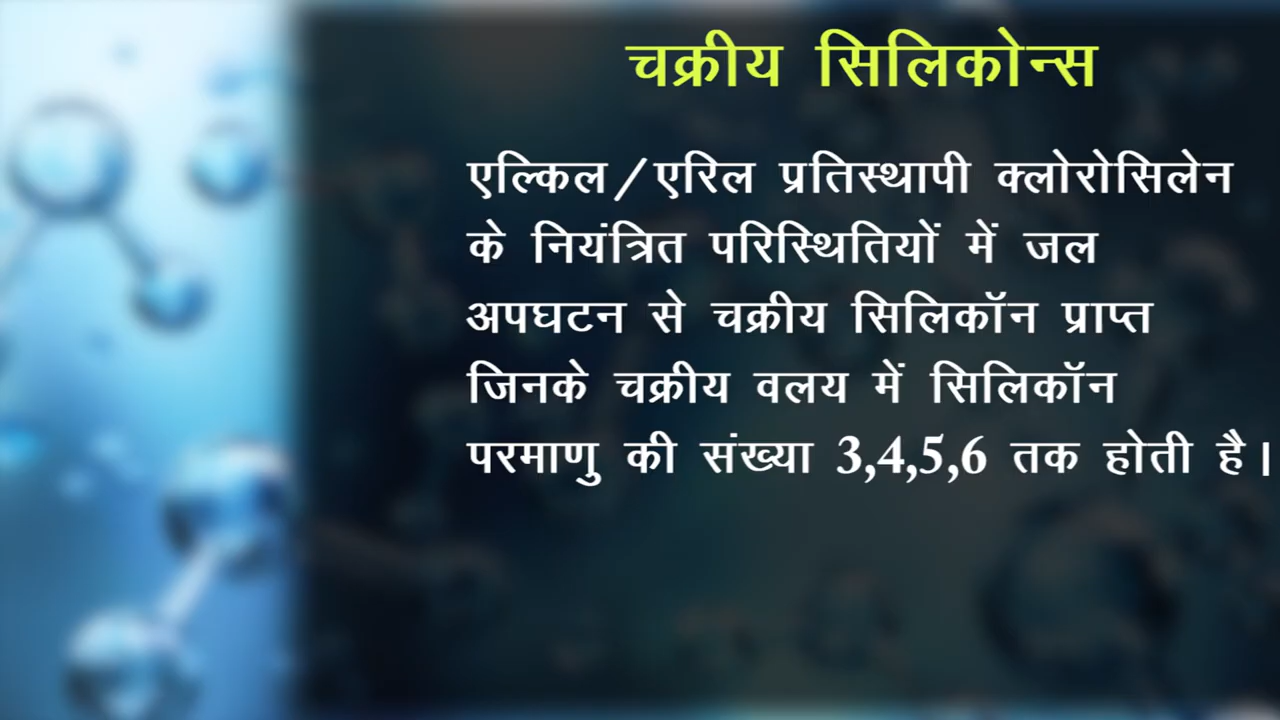 चक्रीय सिलिकोन्स
एल्किल/एरिल प्रतिस्थापी क्लोरोसिलेन
के नियंत्रित परिस्थितियों में जल
अपघटन से चक्रीय सिलिकॉन प्राप्त
जिनके चक्रीय वलय में सिलिकॉन
परमाणु की संख्या 3,4,5,6 तक होती है।